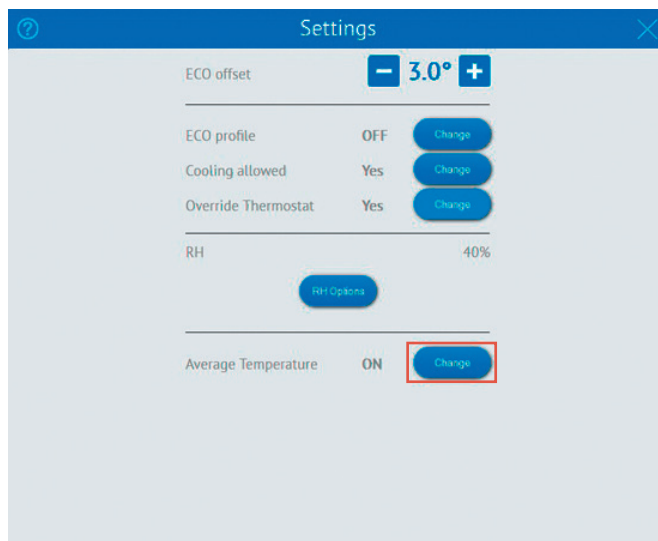 ? Settings X
ECO offset − 3.0° +
ECO profile OFF Change
Cooling allowed Yes Change
Override Thermostat Yes Change
RH 40%
RH Options
Average Temperature ON Change